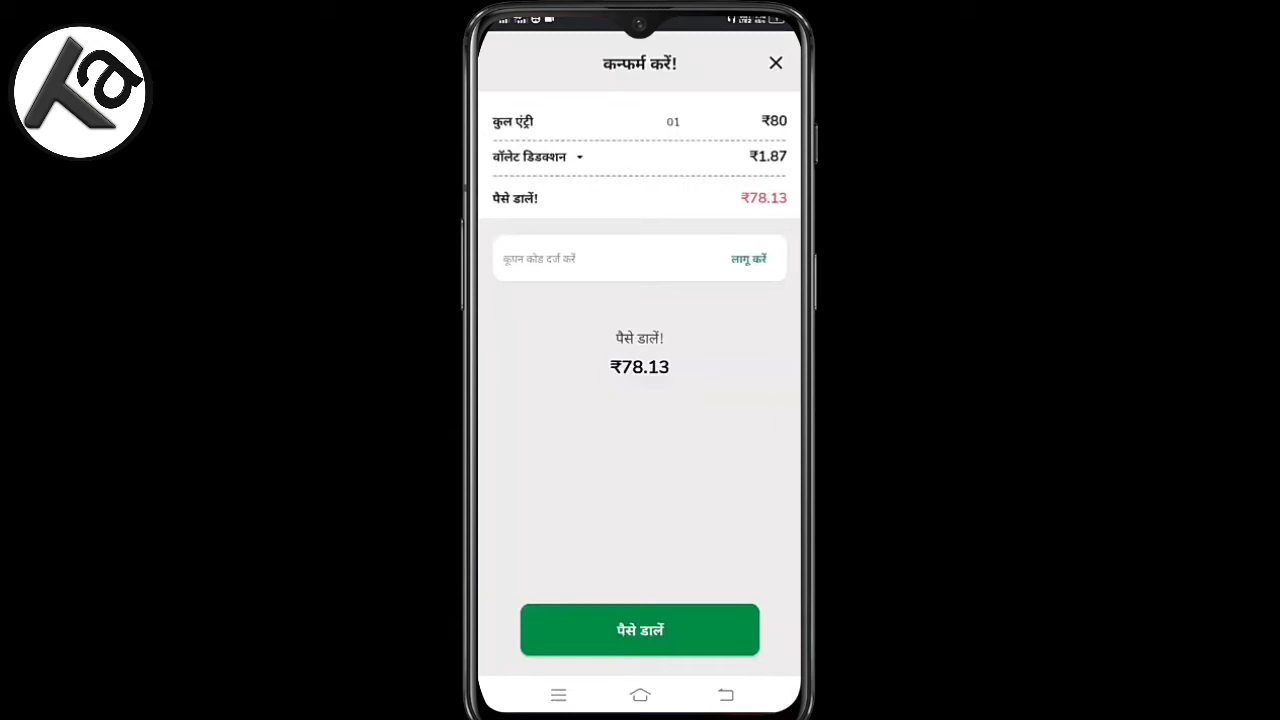 कन्फर्म करें!
कुल एंट्री 01 ₹80
वॉलेट डिडक्शन ₹1.87
पैसे डालें! ₹78.13
कूपन कोड दर्ज करें लागू करें
पैसे डालें!
₹78.13
पैसे डालें